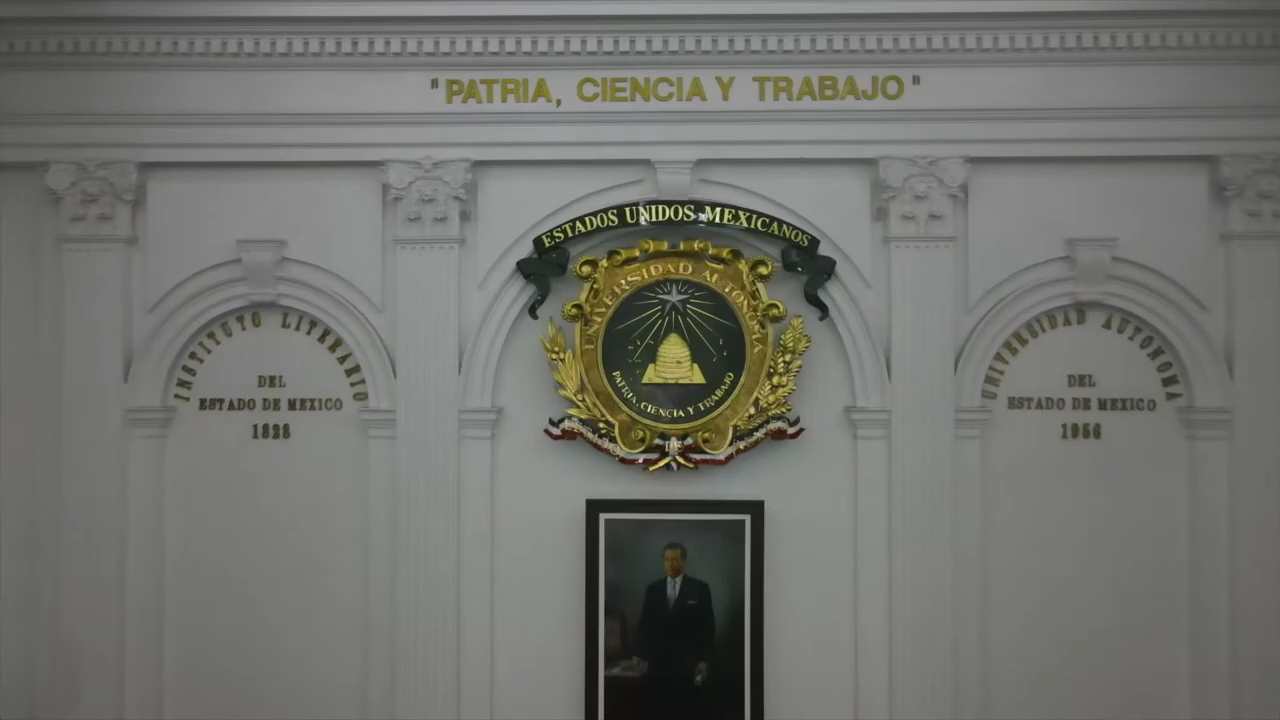 "PATRIA, CIENCIA Y TRABAJO"
ESTADOS UNIDOS MEXICANOS
UNIVERSIDAD AUTONOMA
PATRIA, CIENCIA Y TRABAJO
INSTITUTO LITERARIO
DEL
ESTADO DE MEXICO
1828
UNIVERSIDAD AUTONOMA
DEL
ESTADO DE MEXICO
1956